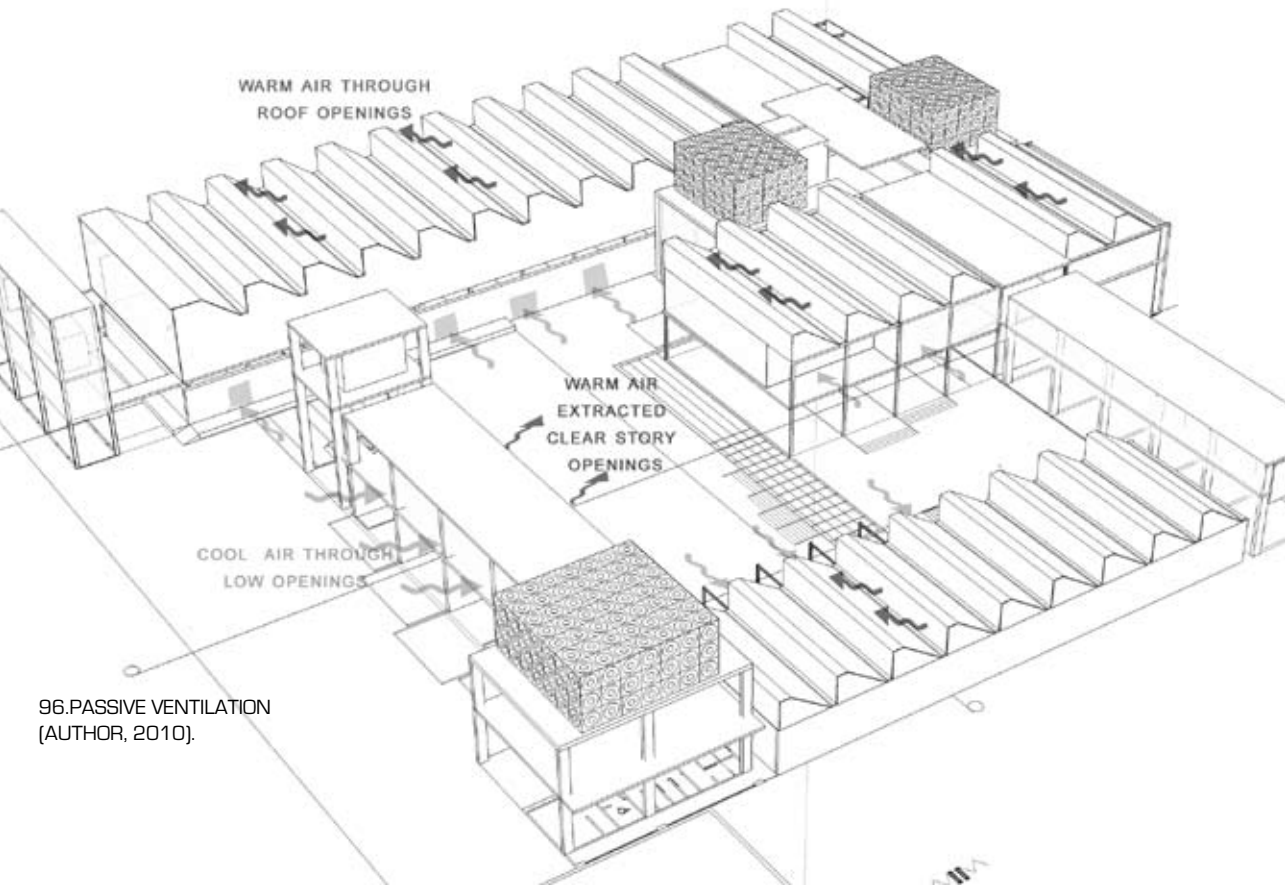 WARM AIR THROUGH
ROOF OPENINGS
WARM AIR
EXTRACTED
CLEAR STORY
OPENINGS
COOL AIR THROUGH
LOW OPENINGS
96.PASSIVE VENTILATION
(AUTHOR, 2010).